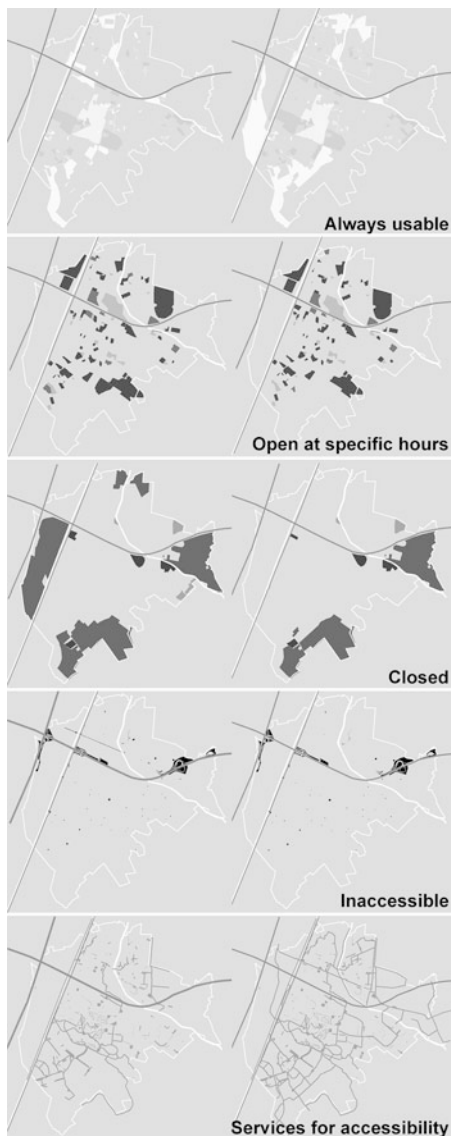 Always usable
Open at specific hours
Closed
Inaccessible
Services for accessibility